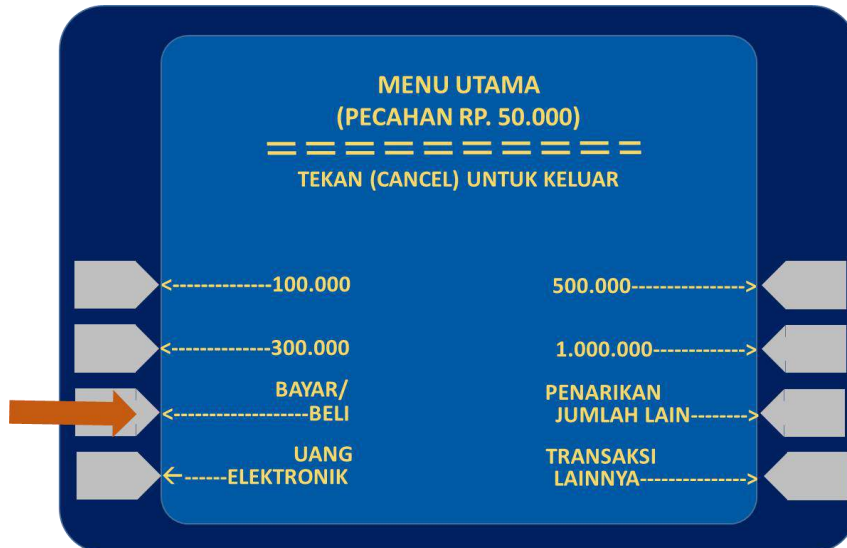 MENU UTAMA
(PECAHAN RP. 50.000)
= = = = = = = = = =
TEKAN (CANCEL) UNTUK KELUAR
<--------------100.000
500.000---------------->
<--------------300.000
1.000.000------------->
BAYAR/
<--------------------BELI
PENARIKAN
JUMLAH LAIN-------->
UANG
←------ELEKTRONIK
TRANSAKSI
LAINNYA--------------->